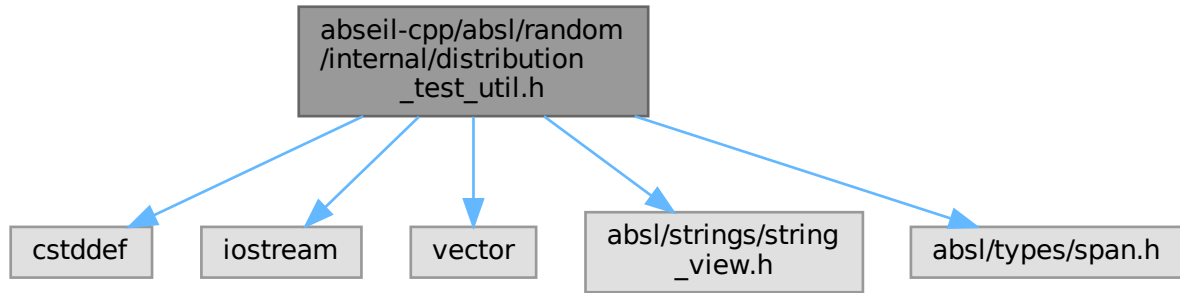 abseil-cpp/absl/random
/internal/distribution
_test_util.h
cstddef
iostream
vector
absl/strings/string
_view.h
absl/types/span.h